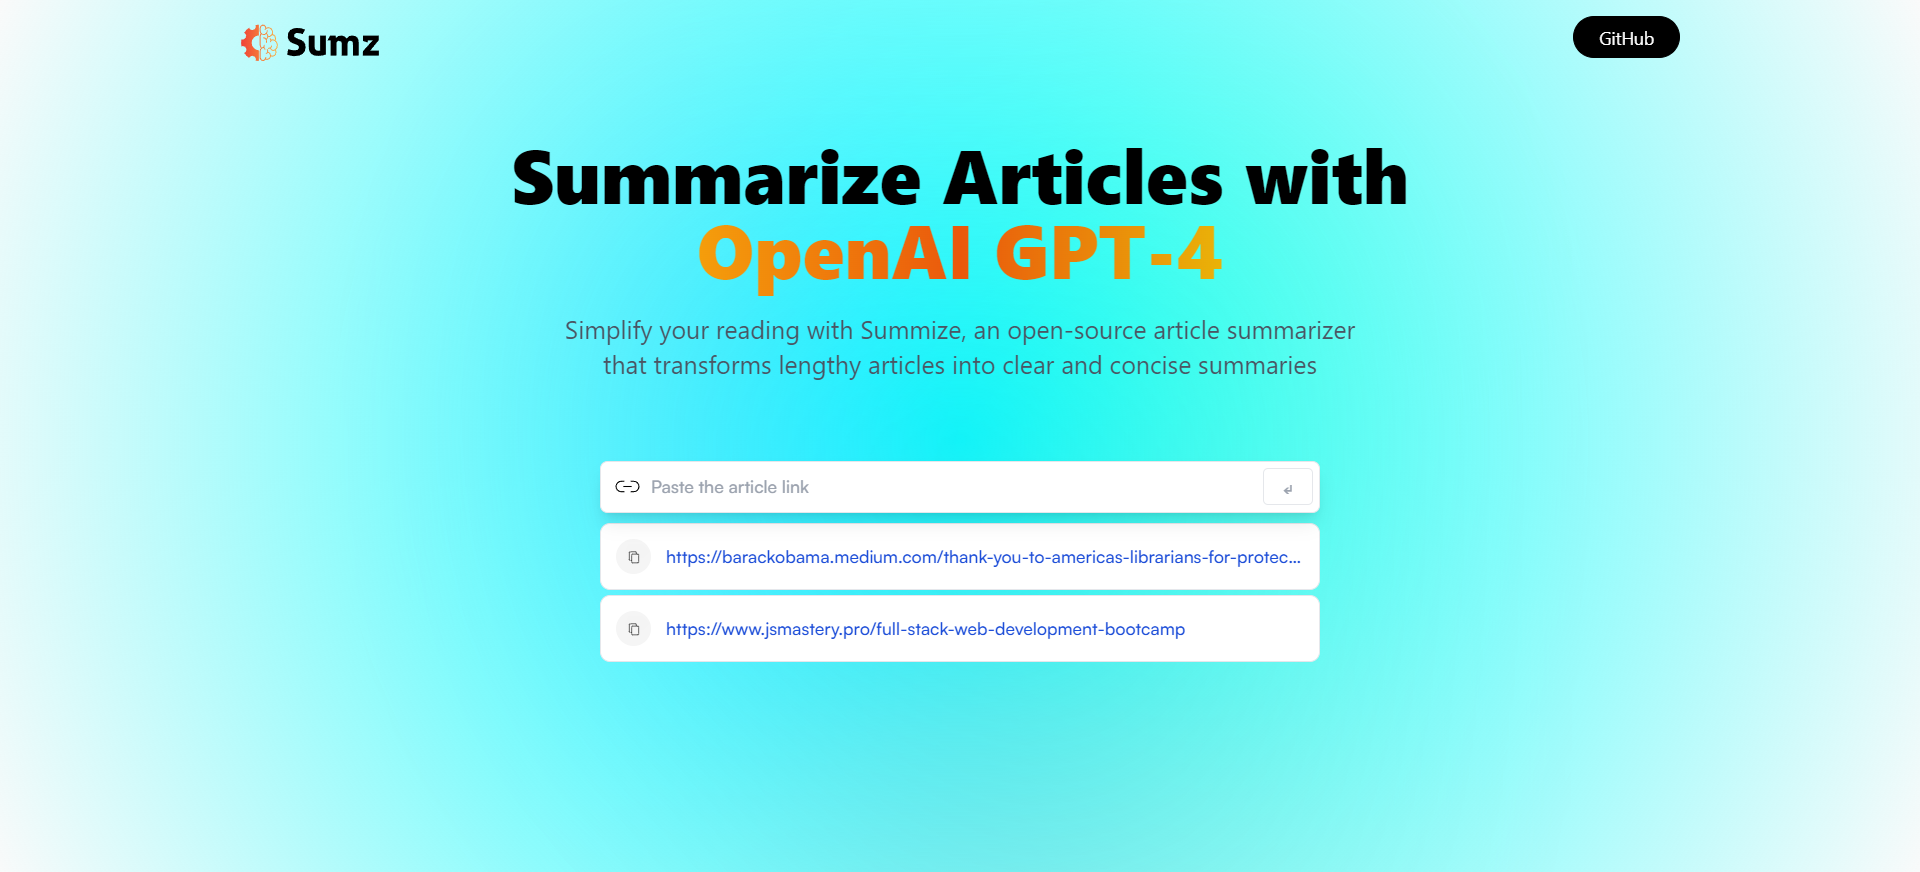 Sumz
GitHub
Summarize Articles with
OpenAI GPT-4
Simplify your reading with Summize, an open-source article summarizer
that transforms lengthy articles into clear and concise summaries
Paste the article link
↵
https://barackobama.medium.com/thank-you-to-americas-librarians-for-protec...
https://www.jsmastery.pro/full-stack-web-development-bootcamp